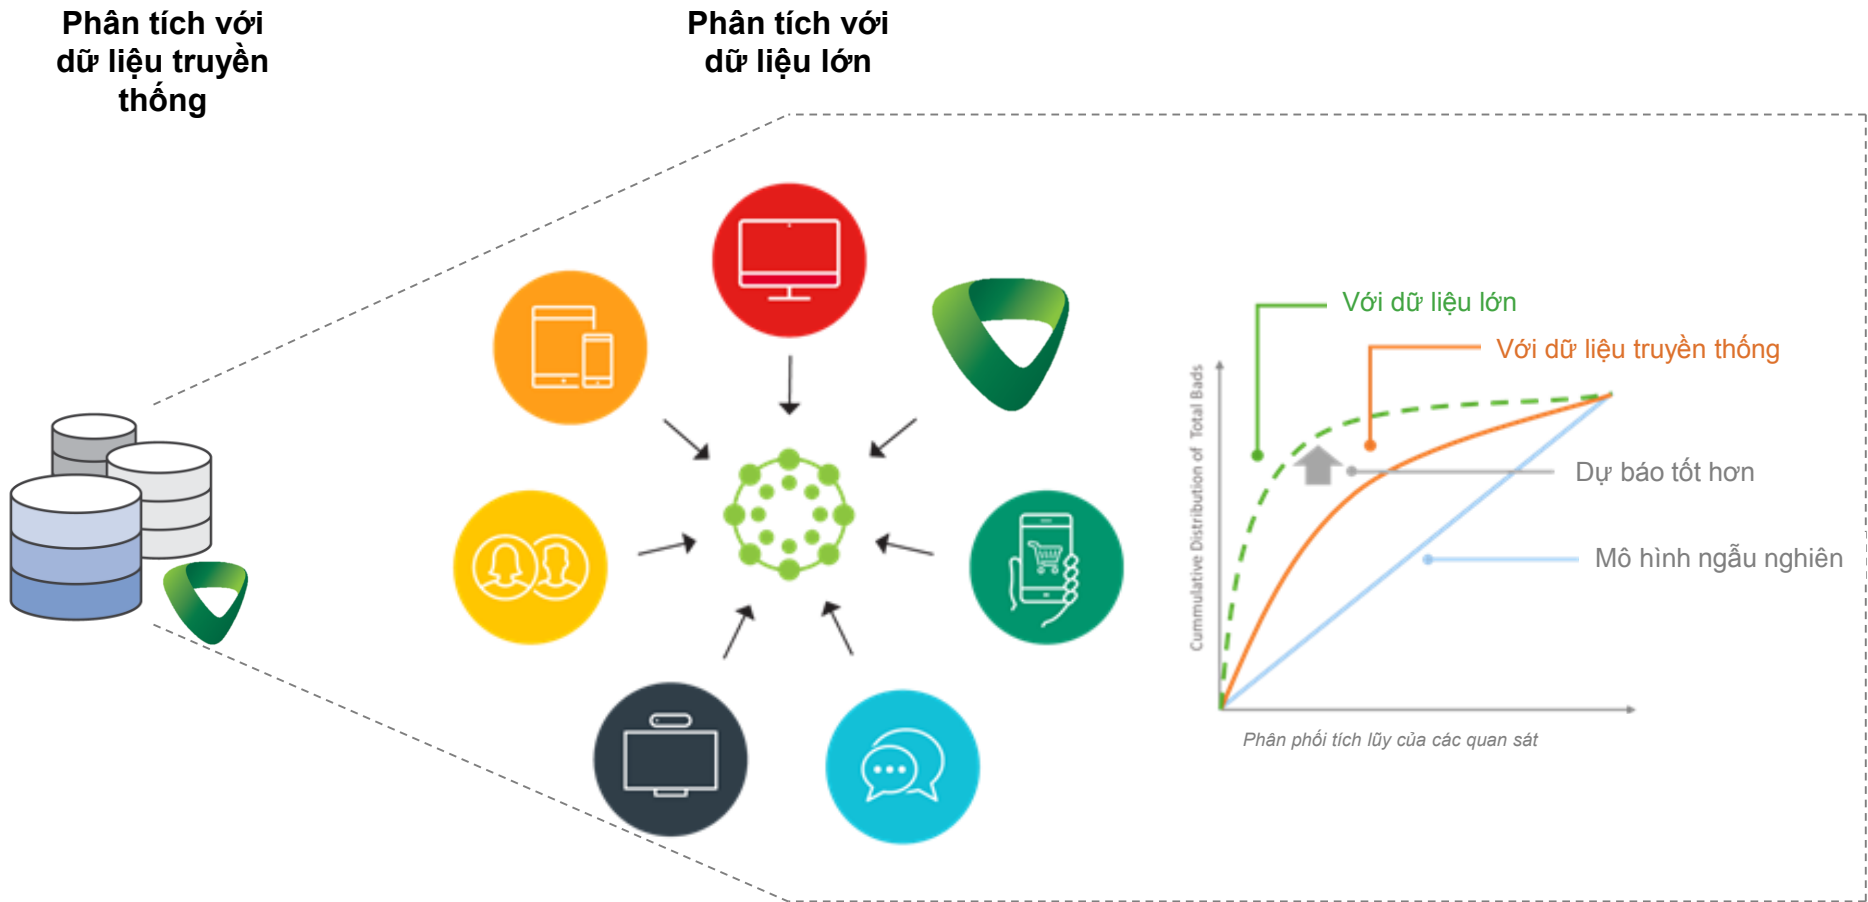 Phân tích với
dữ liệu truyền
thống
Phân tích với
dữ liệu lớn
Với dữ liệu lớn
Với dữ liệu truyền thống
Dự báo tốt hơn
Mô hình ngẫu nghiên
Cummulative Distribution of Total Bads
Phân phối tích lũy của các quan sát